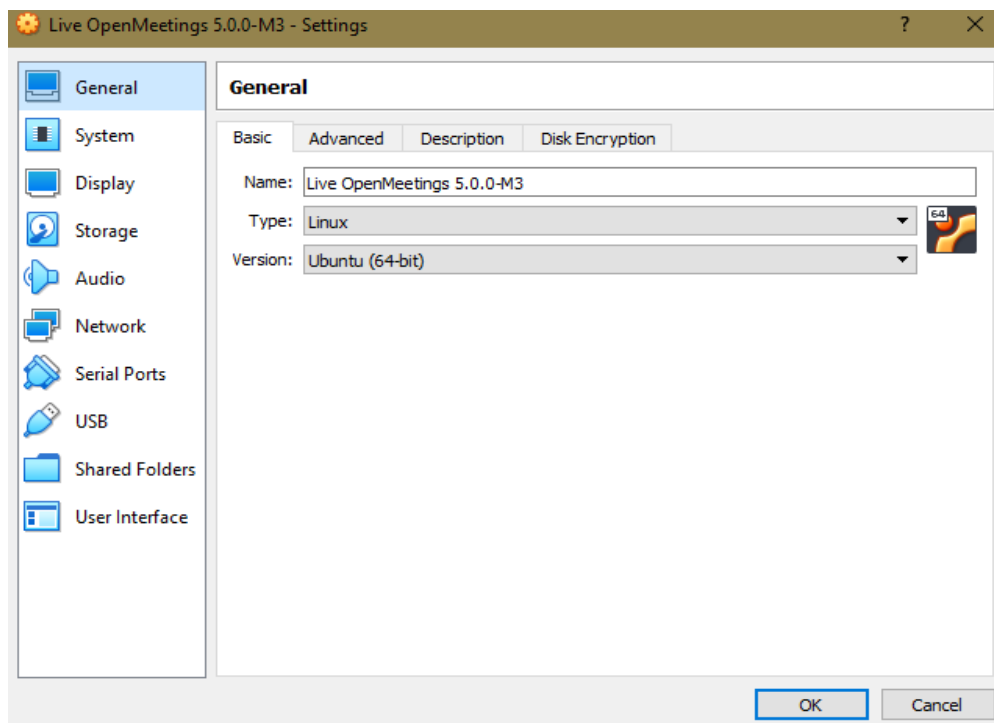 Live OpenMeetings 5.0.0-M3 - Settings
?
General
System
Display
Storage
Audio
Network
Serial Ports
USB
Shared Folders
User Interface
General
Basic Advanced Description Disk Encryption
Name: Live OpenMeetings 5.0.0-M3
Type: Linux
64
Version: Ubuntu (64-bit)
OK Cancel